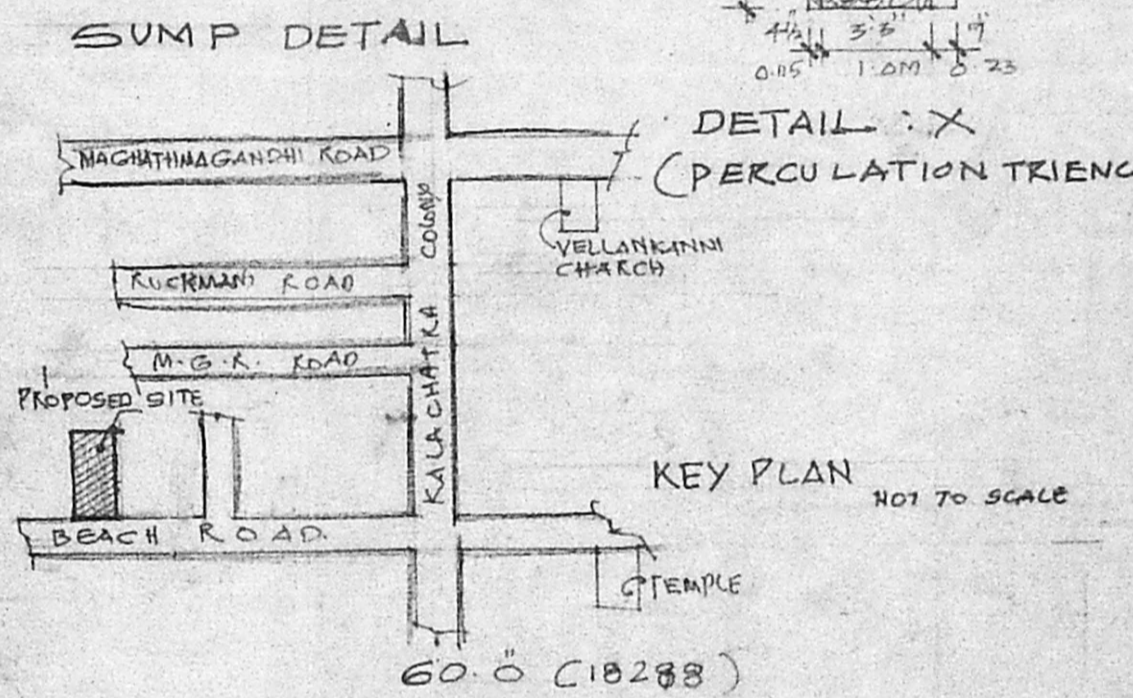 SUMP DETAIL
4½" 3'3" 9"
0.115 1.0M 0.23
DETAIL : X
(PERCULATION TRIENC
MAGHATHMAGANDHI ROAD
KALACHATRA COLONY
VELLANKANNI
CHARCH
RUCKMANI ROAD
M.G.R. ROAD
PROPOSED SITE
KEY PLAN
NOT TO SCALE
BEACH ROAD.
TEMPLE
60.0" (18288)